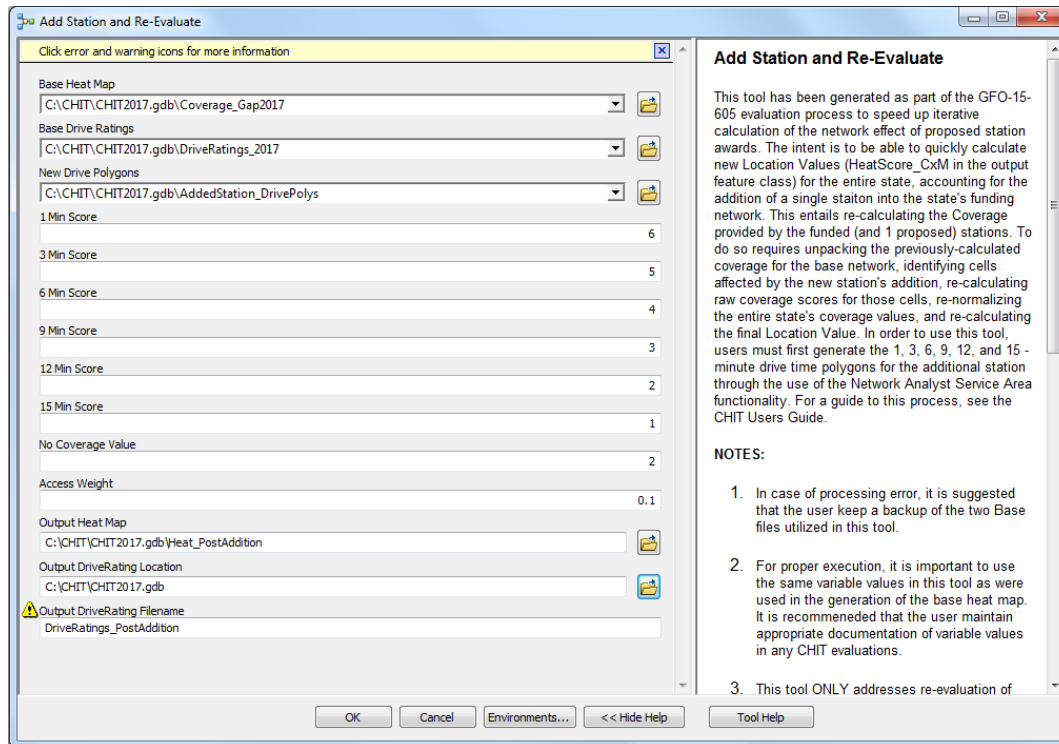 Add Station and Re-Evaluate
Click error and warning icons for more information
Base Heat Map
C:\CHIT\CHIT2017.gdb\Coverage_Gap2017
Base Drive Ratings
C:\CHIT\CHIT2017.gdb\DriveRatings_2017
New Drive Polygons
C:\CHIT\CHIT2017.gdb\AddedStation_DrivePolys
1 Min Score
6
3 Min Score
5
6 Min Score
4
9 Min Score
3
12 Min Score
2
15 Min Score
1
No Coverage Value
2
Access Weight
0.1
Output Heat Map
C:\CHIT\CHIT2017.gdb\Heat_PostAddition
Output DriveRating Location
C:\CHIT\CHIT2017.gdb
Output DriveRating Filename
DriveRatings_PostAddition
Add Station and Re-Evaluate
This tool has been generated as part of the GFO-15-
605 evaluation process to speed up iterative
calculation of the network effect of proposed station
awards. The intent is to be able to quickly calculate
new Location Values (HeatScore_CxM in the output
feature class) for the entire state, accounting for the
addition of a single staiton into the state's funding
network. This entails re-calculating the Coverage
provided by the funded (and 1 proposed) stations. To
do so requires unpacking the previously-calculated
coverage for the base network, identifying cells
affected by the new station's addition, re-calculating
raw coverage scores for those cells, re-normalizing
the entire state's coverage values, and re-calculating
the final Location Value. In order to use this tool,
users must first generate the 1, 3, 6, 9, 12, and 15 -
minute drive time polygons for the additional station
through the use of the Network Analyst Service Area
functionality. For a guide to this process, see the
CHIT Users Guide.
NOTES:
1. In case of processing error, it is suggested
that the user keep a backup of the two Base
files utilized in this tool.
2. For proper execution, it is important to use
the same variable values in this tool as were
used in the generation of the base heat map.
It is recommeneded that the user maintain
appropriate documentation of variable values
in any CHIT evaluations.
3. This tool ONLY addresses re-evaluation of
OK
Cancel
Environments...
<< Hide Help
Tool Help